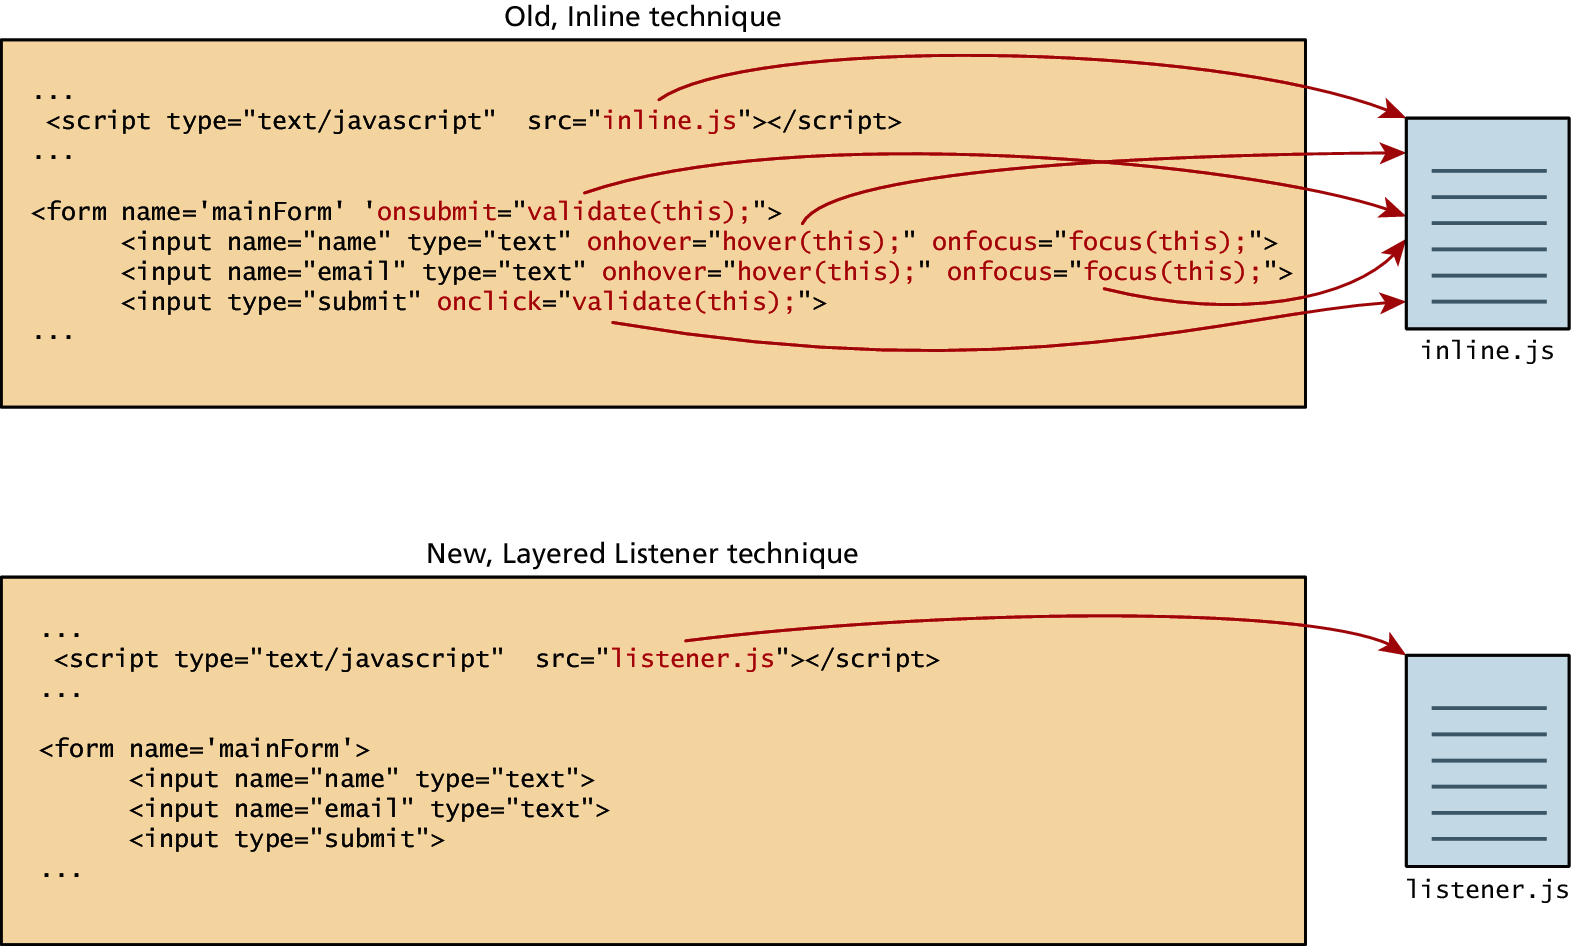 Old, Inline technique
...
<script type="text/javascript"  src="inline.js"></script>
...
<form name='mainForm' 'onsubmit="validate(this);">
<input name="name" type="text" onhover="hover(this);" onfocus="focus(this);">
<input name="email" type="text" onhover="hover(this);" onfocus="focus(this);">
<input type="submit" onclick="validate(this);">
...
inline.js
New, Layered Listener technique
...
<script type="text/javascript"  src="listener.js"></script>
...
<form name='mainForm'>
<input name="name" type="text">
<input name="email" type="text">
<input type="submit">
...
listener.js